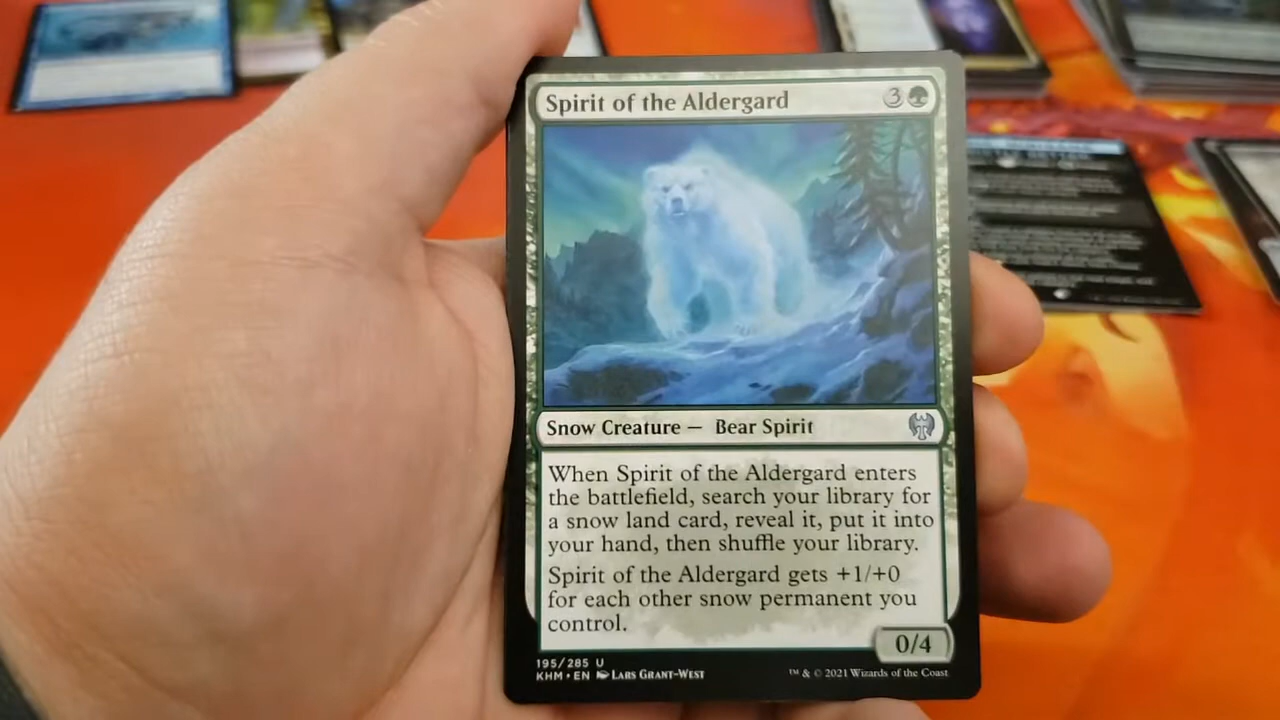 Spirit of the Aldergard 3
Snow Creature — Bear Spirit
When Spirit of the Aldergard enters
the battlefield, search your library for
a snow land card, reveal it, put it into
your hand, then shuffle your library.
Spirit of the Aldergard gets +1/+0
for each other snow permanent you
control.
0/4
195/285 U
KHM • EN Lars Grant-West
™ & © 2021 Wizards of the Coast